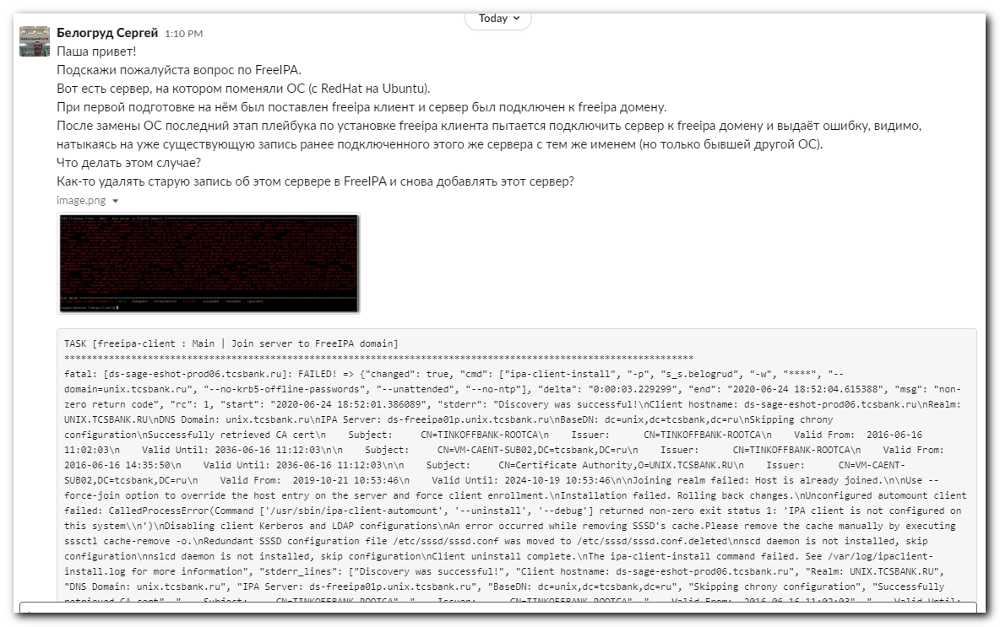 Today
Белогруд Сергей 1:10 PM
Паша привет!
Подскажи пожалуйста вопрос по FreeIPA.
Вот есть сервер, на котором поменяли ОС (с RedHat на Ubuntu).
При первой подготовке на нём был поставлен freeipa клиент и сервер был подключен к freeipa домену.
После замены ОС последний этап плейбука по установке freeipa клиента пытается подключить сервер к freeipa домену и выдаёт ошибку, видимо,
натыкаясь на уже существующую запись ранее подключенного этого же сервера с тем же именем (но только бывшей другой ОС).
Что делать этом случае?
Как-то удалять старую запись об этом сервере в FreeIPA и снова добавлять этот сервер?
image.png
TASK [freeipa-client : Main | Join server to FreeIPA domain]
*******************************************************************************************************************
fatal: [ds-sage-eshot-prod06.tcsbank.ru]: FAILED! => {"changed": true, "cmd": ["ipa-client-install", "-p", "s_s.belogrud", "-w", "****", "--
domain=unix.tcsbank.ru", "--no-krb5-offline-passwords", "--unattended", "--no-ntp"], "delta": "0:00:03.229299", "end": "2020-06-24 18:52:04.615388", "msg": "non-
zero return code", "rc": 1, "start": "2020-06-24 18:52:01.386089", "stderr": "Discovery was successful!\nClient hostname: ds-sage-eshot-prod06.tcsbank.ru\nRealm:
UNIX.TCSBANK.RU\nDNS Domain: unix.tcsbank.ru\nIPA Server: ds-freeipa01p.unix.tcsbank.ru\nBaseDN: dc=unix,dc=tcsbank,dc=ru\nSkipping chrony
configuration\nSuccessfully retrieved CA cert\n    Subject:     CN=TINKOFFBANK-ROOTCA\n    Issuer:      CN=TINKOFFBANK-ROOTCA\n    Valid From:  2016-06-16
11:02:03\n    Valid Until: 2036-06-16 11:12:03\n\n    Subject:     CN=VM-CAENT-SUB02,DC=tcsbank,DC=ru\n    Issuer:      CN=TINKOFFBANK-ROOTCA\n    Valid From:
2016-06-16 14:35:50\n    Valid Until: 2036-06-16 11:12:03\n\n    Subject:     CN=Certificate Authority,O=UNIX.TCSBANK.RU\n    Issuer:      CN=VM-CAENT-
SUB02,DC=tcsbank,DC=ru\n    Valid From:  2019-10-21 10:53:46\n    Valid Until: 2024-10-19 10:53:46\n\nJoining realm failed: Host is already joined.\n\nUse --
force-join option to override the host entry on the server and force client enrollment.\nInstallation failed. Rolling back changes.\nUnconfigured automount client
failed: CalledProcessError(Command ['/usr/sbin/ipa-client-automount', '--uninstall', '--debug'] returned non-zero exit status 1: 'IPA client is not configured on
this system\\n')\nDisabling client Kerberos and LDAP configurations\nAn error occurred while removing SSSD's cache.Please remove the cache manually by executing
sssctl cache-remove -o.\nRedundant SSSD configuration file /etc/sssd/sssd.conf was moved to /etc/sssd/sssd.conf.deleted\nnscd daemon is not installed, skip
configuration\nnslcd daemon is not installed, skip configuration\nClient uninstall complete.\nThe ipa-client-install command failed. See /var/log/ipaclient-
install.log for more information", "stderr_lines": ["Discovery was successful!", "Client hostname: ds-sage-eshot-prod06.tcsbank.ru", "Realm: UNIX.TCSBANK.RU",
"DNS Domain: unix.tcsbank.ru", "IPA Server: ds-freeipa01p.unix.tcsbank.ru", "BaseDN: dc=unix,dc=tcsbank,dc=ru", "Skipping chrony configuration", "Successfully
retrieved CA cert", "    Subject:     CN=TINKOFFBANK-ROOTCA", "    Issuer:      CN=TINKOFFBANK-ROOTCA", "    Valid From:  2016-06-16 11:02:03", "    Valid Until: